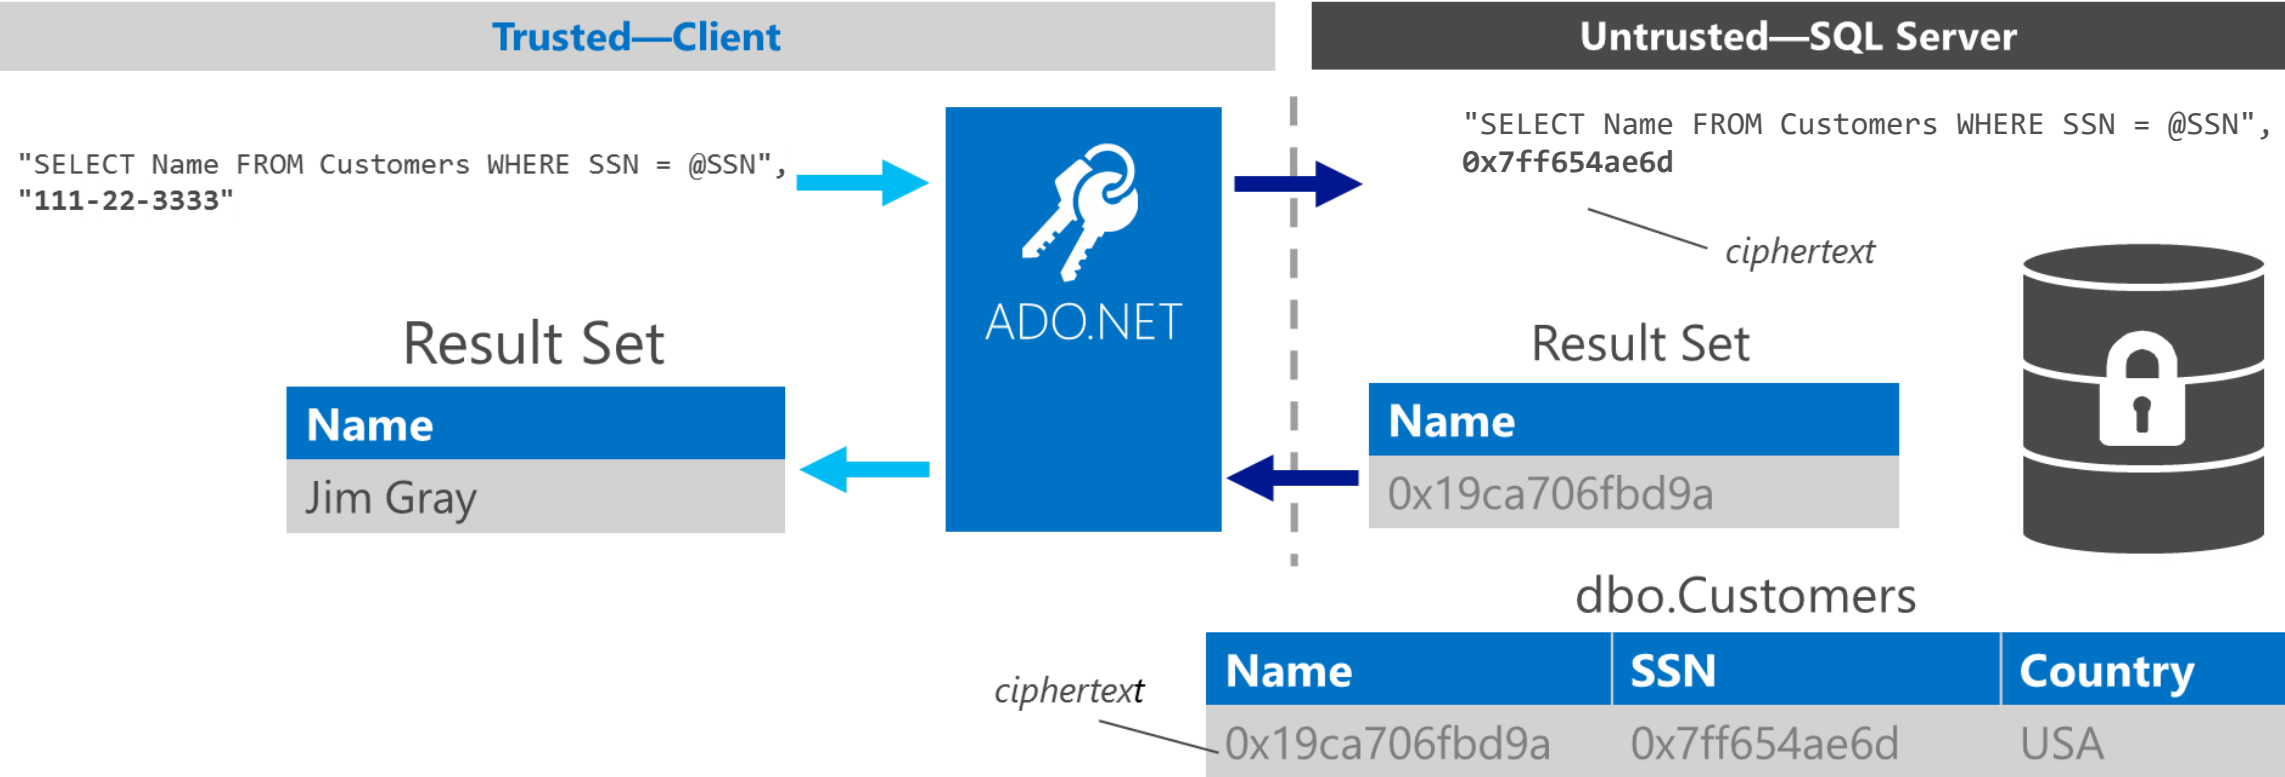 Trusted—Client
Untrusted—SQL Server
"SELECT Name FROM Customers WHERE SSN = @SSN",
"111-22-3333"
ADO.NET
"SELECT Name FROM Customers WHERE SSN = @SSN",
0x7ff654ae6d
ciphertext
Result Set
Name
Jim Gray
Result Set
Name
0x19ca706fbd9a
dbo.Customers
ciphertext
Name SSN Country
0x19ca706fbd9a 0x7ff654ae6d USA